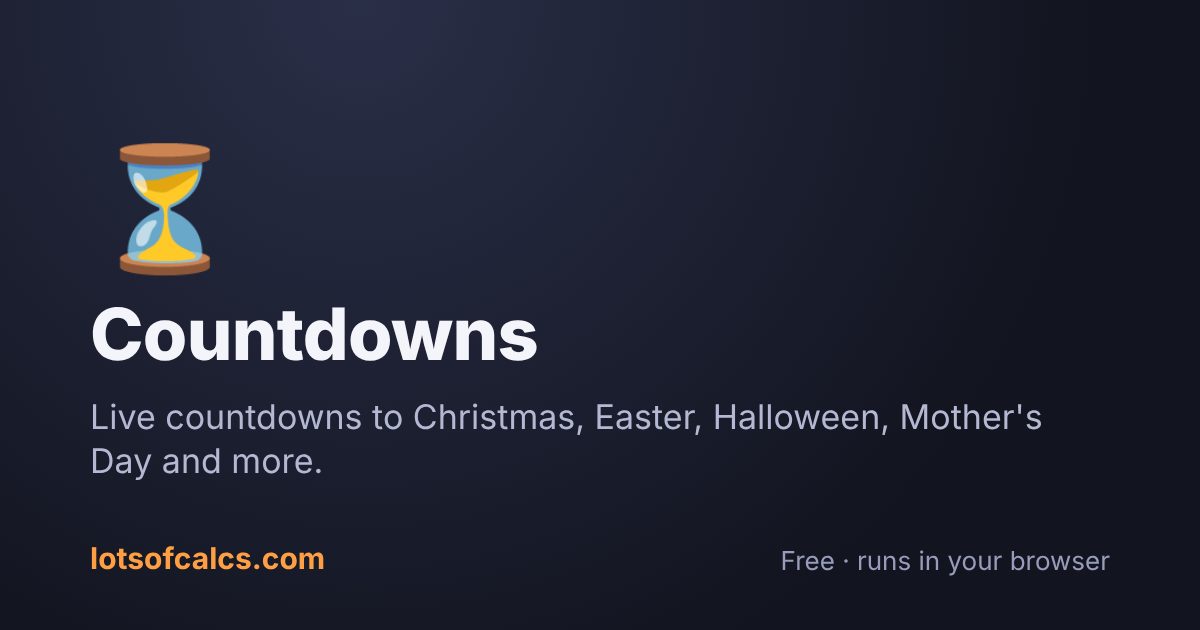 Countdowns
Live countdowns to Christmas, Easter, Halloween, Mother's
Day and more.
lotsofcalcs.com
Free · runs in your browser